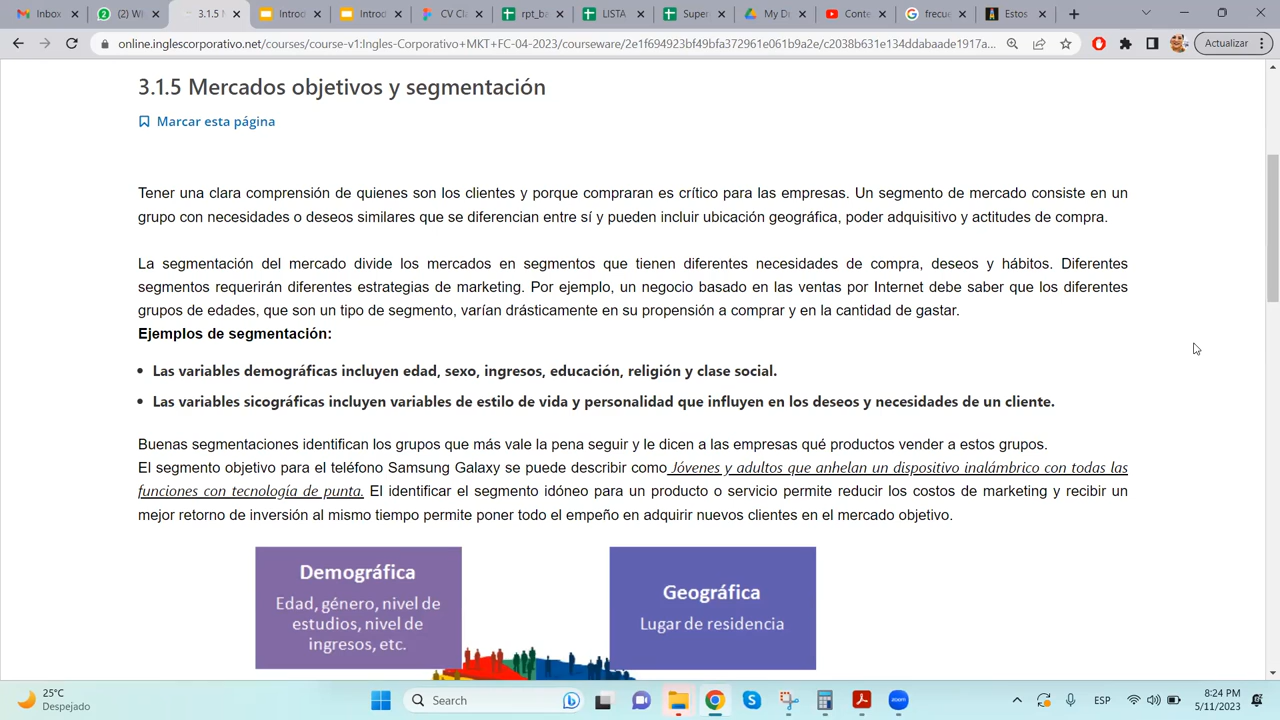 Inbox
(2) Wi
3.1.5 M
Introd
Introd
CV Cla
rpt_be
LISTA
Super
My Dr
Conte
frecue
Estos
online.inglescorporativo.net/courses/course-v1:Ingles-Corporativo+MKT+FC-04-2023/courseware/2e1f694923bf49bfa372961e061b9a2e/c2038b631e134ddabaade1917a...
Actualizar
3.1.5 Mercados objetivos y segmentación
Marcar esta página
Tener una clara comprensión de quienes son los clientes y porque compraran es crítico para las empresas. Un segmento de mercado consiste en un
grupo con necesidades o deseos similares que se diferencian entre sí y pueden incluir ubicación geográfica, poder adquisitivo y actitudes de compra.
La segmentación del mercado divide los mercados en segmentos que tienen diferentes necesidades de compra, deseos y hábitos. Diferentes
segmentos requerirán diferentes estrategias de marketing. Por ejemplo, un negocio basado en las ventas por Internet debe saber que los diferentes
grupos de edades, que son un tipo de segmento, varían drásticamente en su propensión a comprar y en la cantidad de gastar.
Ejemplos de segmentación:
• Las variables demográficas incluyen edad, sexo, ingresos, educación, religión y clase social.
• Las variables sicográficas incluyen variables de estilo de vida y personalidad que influyen en los deseos y necesidades de un cliente.
Buenas segmentaciones identifican los grupos que más vale la pena seguir y le dicen a las empresas qué productos vender a estos grupos.
El segmento objetivo para el teléfono Samsung Galaxy se puede describir como Jóvenes y adultos que anhelan un dispositivo inalámbrico con todas las
funciones con tecnología de punta. El identificar el segmento idóneo para un producto o servicio permite reducir los costos de marketing y recibir un
mejor retorno de inversión al mismo tiempo permite poner todo el empeño en adquirir nuevos clientes en el mercado objetivo.
Demográfica
Edad, género, nivel de
estudios, nivel de
ingresos, etc.
Geográfica
Lugar de residencia
25°C
Despejado
Search
zoom
ESP
8:24 PM
5/11/2023